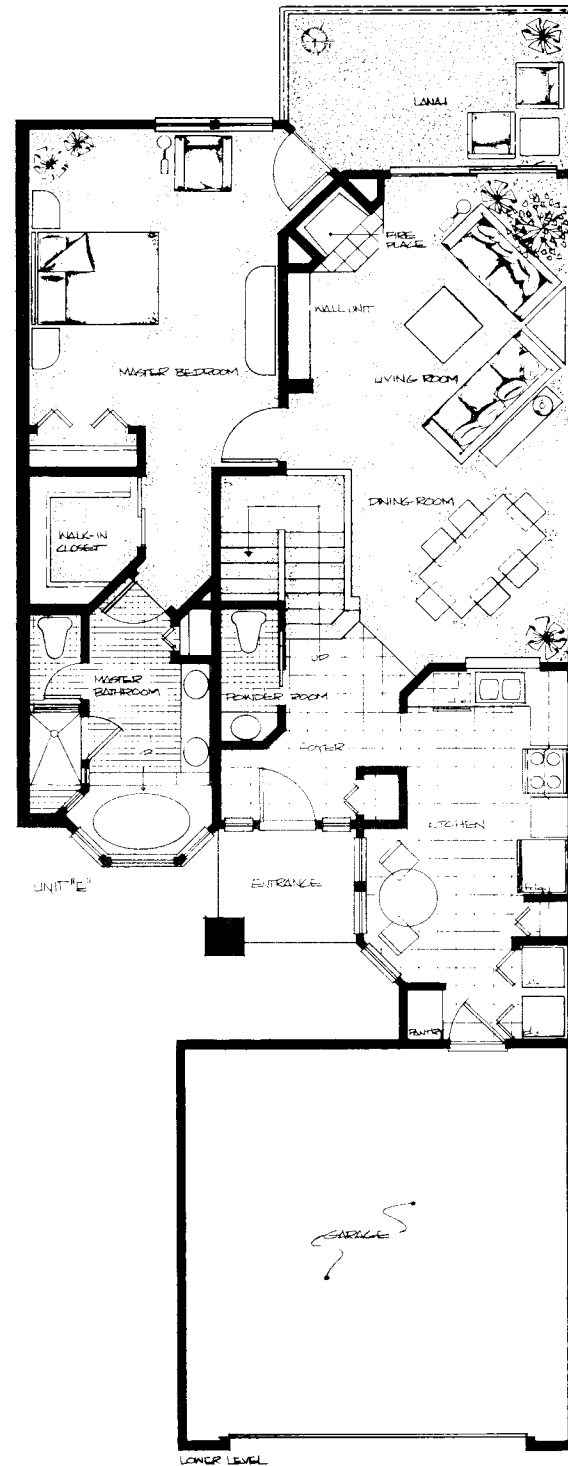 LANAI
FIRE
PLACE
WALL UNIT
MASTER BEDROOM
LIVING ROOM
DINING ROOM
WALK-IN
CLOSET
UP
MASTER
BATHROOM
POWDER ROOM
FOYER
KITCHEN
UNIT "E"
ENTRANCE
PANTRY
GARAGE
LOWER LEVEL